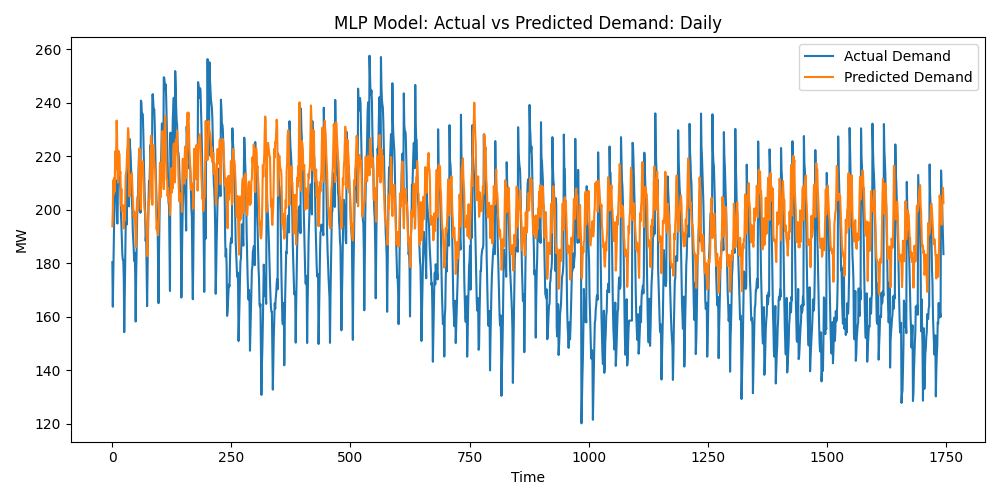 MLP Model: Actual vs Predicted Demand: Daily
Actual Demand
Predicted Demand
260
240
220
200
180
160
140
120
MW
0 250 500 750 1000 1250 1500 1750
Time